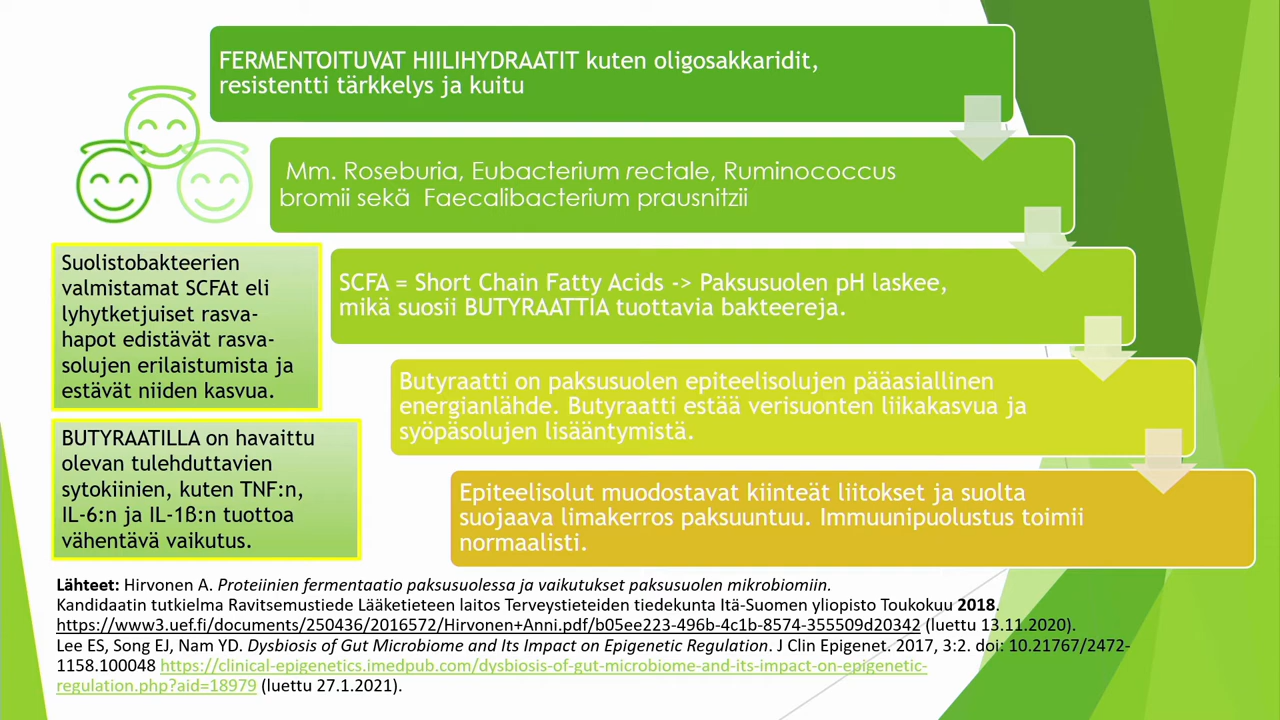 FERMENTOITUVAT HIILIHYDRAATIT kuten oligosakkaridit,
resistentti tärkkelys ja kuitu
Mm. Roseburia, Eubacterium rectale, Ruminococcus
bromii sekä Faecalibacterium prausnitzii
SCFA = Short Chain Fatty Acids -> Paksusuolen pH laskee,
mikä suosii BUTYRAATTIA tuottavia bakteereja.
Butyraatti on paksusuolen epiteelisolujen pääasiallinen
energianlähde. Butyraatti estää verisuonten liikakasvua ja
syöpäsolujen lisääntymistä.
Epiteelisolut muodostavat kiinteät liitokset ja suolta
suojaava limakerros paksuuntuu. Immuunipuolustus toimii
normaalisti.
Suolistobakteerien
valmistamat SCFAt eli
lyhytketjuiset rasva-
hapot edistävät rasva-
solujen erilaistumista ja
estävät niiden kasvua.
BUTYRAATILLA on havaittu
olevan tulehduttavien
sytokiinien, kuten TNF:n,
IL-6:n ja IL-1ß:n tuottoa
vähentävä vaikutus.
Lähteet: Hirvonen A. Proteiinien fermentaatio paksusuolessa ja vaikutukset paksusuolen mikrobiomiin.
Kandidaatin tutkielma Ravitsemustiede Lääketieteen laitos Terveystieteiden tiedekunta Itä-Suomen yliopisto Toukokuu 2018.
https://www3.uef.fi/documents/250436/2016572/Hirvonen+Anni.pdf/b05ee223-496b-4c1b-8574-355509d20342 (luettu 13.11.2020).
Lee ES, Song EJ, Nam YD. Dysbiosis of Gut Microbiome and Its Impact on Epigenetic Regulation. J Clin Epigenet. 2017, 3:2. doi: 10.21767/2472-
1158.100048 https://clinical-epigenetics.imedpub.com/dysbiosis-of-gut-microbiome-and-its-impact-on-epigenetic-
regulation.php?aid=18979 (luettu 27.1.2021).